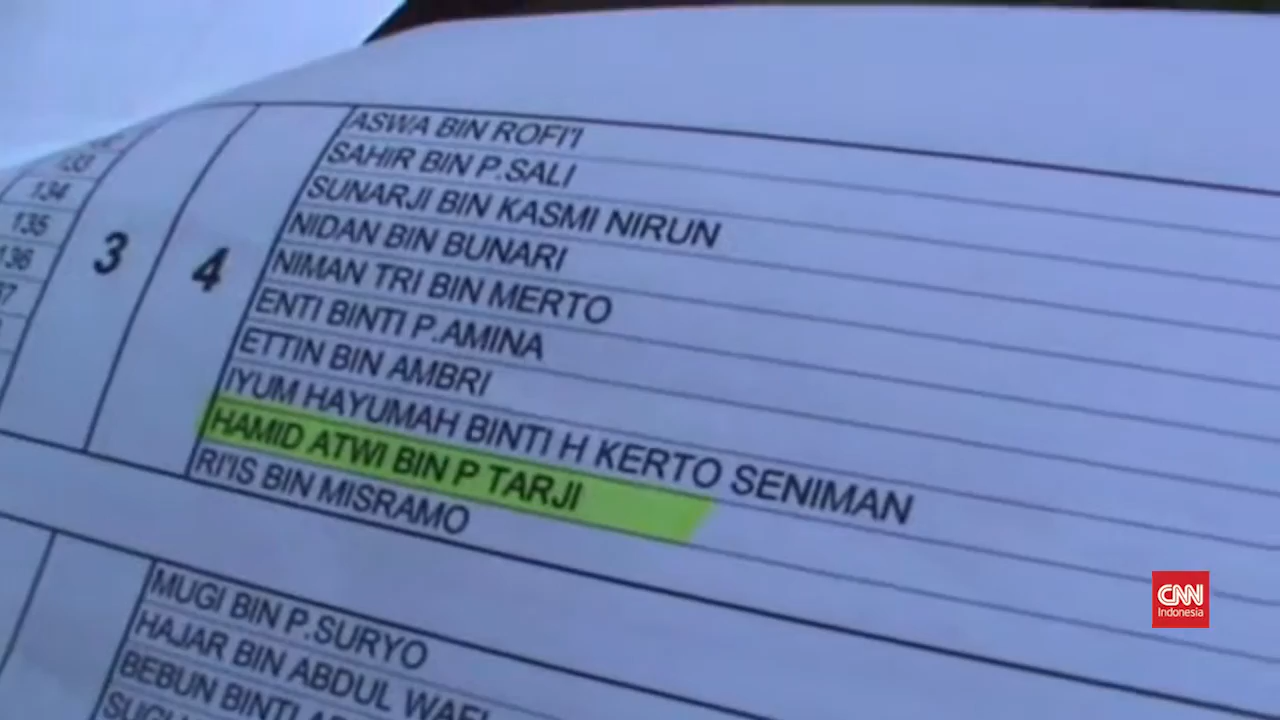 133
134
135
136
3
4
ASWA BIN ROFI'I
SAHIR BIN P.SALI
SUNARJI BIN KASMI NIRUN
NIDAN BIN BUNARI
NIMAN TRI BIN MERTO
ENTI BINTI P.AMINA
ETTIN BIN AMBRI
IYUM HAYUMAH BINTI H KERTO SENIMAN
HAMID ATWI BIN P TARJI
RI'IS BIN MISRAMO
MUGI BIN P.SURYO
HAJAR BIN ABDUL
BEBUN BINTI
CNN
Indonesia